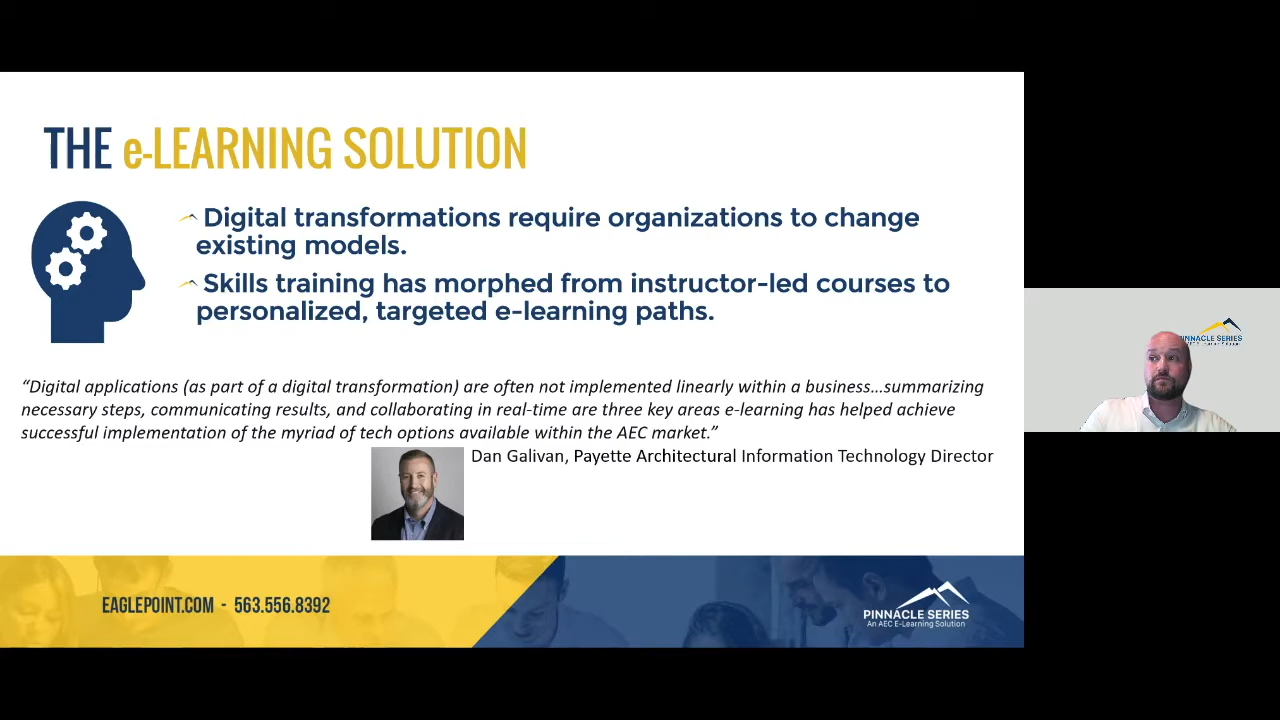 THE e-LEARNING SOLUTION
Digital transformations require organizations to change
existing models.
Skills training has morphed from instructor-led courses to
personalized, targeted e-learning paths.
“Digital applications (as part of a digital transformation) are often not implemented linearly within a business…summarizing
necessary steps, communicating results, and collaborating in real-time are three key areas e-learning has helped achieve
successful implementation of the myriad of tech options available within the AEC market.”
Dan Galivan, Payette Architectural Information Technology Director
EAGLEPOINT.COM - 563.556.8392
PINNACLE SERIES
An AEC E-Learning Solution
PINNACLE SERIES